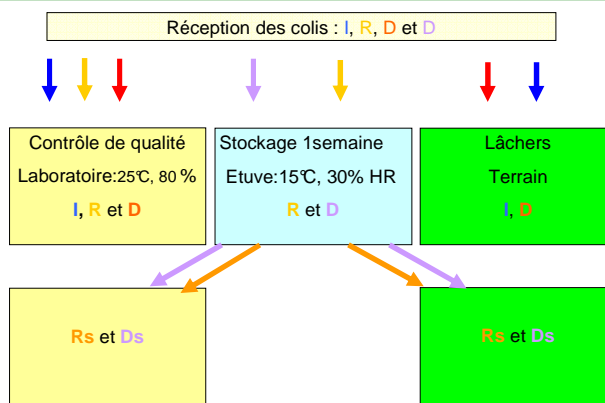 Réception des colis : I, R, D et D
Contrôle de qualité
Laboratoire:25℃, 80 %
I, R et D
Stockage 1semaine
Etuve:15℃, 30% HR
R et D
Lâchers
Terrain
I, D
Rs et Ds
Rs et Ds